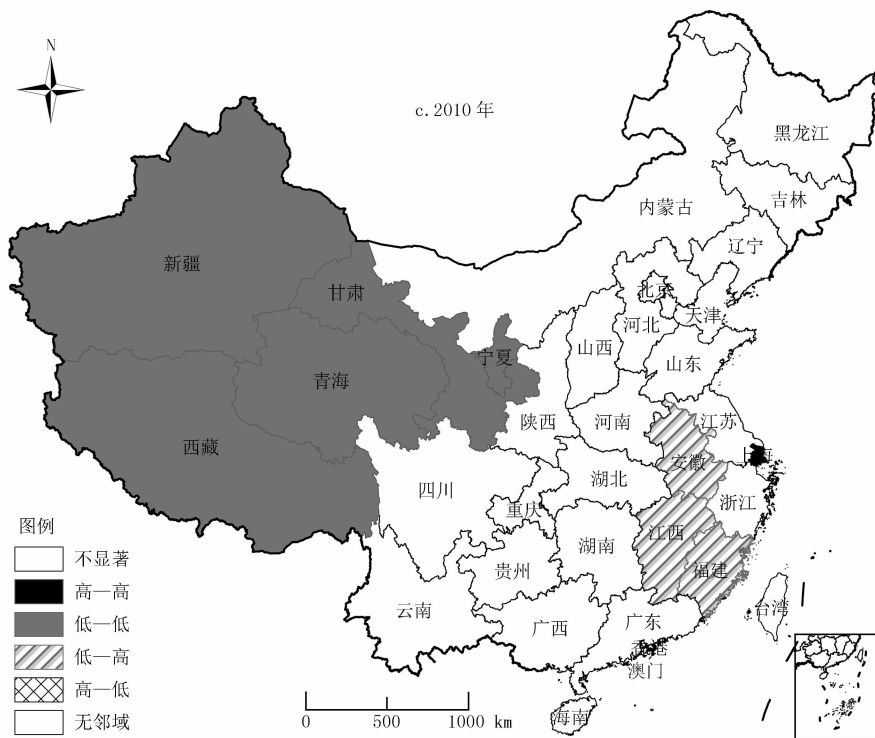 N
c.2010 年
黑龙江
吉林
内蒙古
辽宁
新疆
甘肃
北京
天津
河北
山西
宁夏
山东
青海
陕西
河南
江苏
西藏
安徽
上海
四川
湖北
浙江
重庆
江西
湖南
贵州
福建
云南
台湾
广西
广东
香港
澳门
海南
图例
不显著
高—高
低—低
低—高
高—低
无邻域
0 500 1000 km